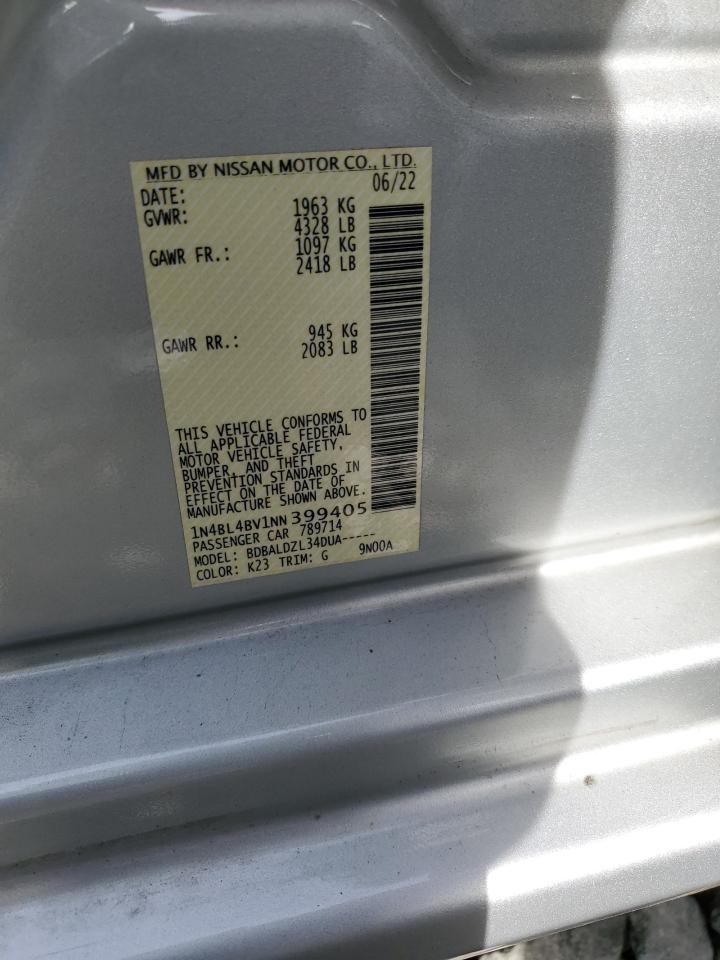 MFD BY NISSAN MOTOR CO., LTD.
DATE: 06/22
GVWR: 1963 KG
4328 LB
GAWR FR.: 1097 KG
2418 LB
GAWR RR.: 945 KG
2083 LB
THIS VEHICLE CONFORMS TO
ALL APPLICABLE FEDERAL
MOTOR VEHICLE SAFETY,
BUMPER, AND THEFT
PREVENTION STANDARDS IN
EFFECT ON THE DATE OF
MANUFACTURE SHOWN ABOVE.
1N4BL4BV1NN399405
PASSENGER CAR 789714
MODEL: BDBALDZL34DUA-----
COLOR: K23 TRIM: G 9N00A